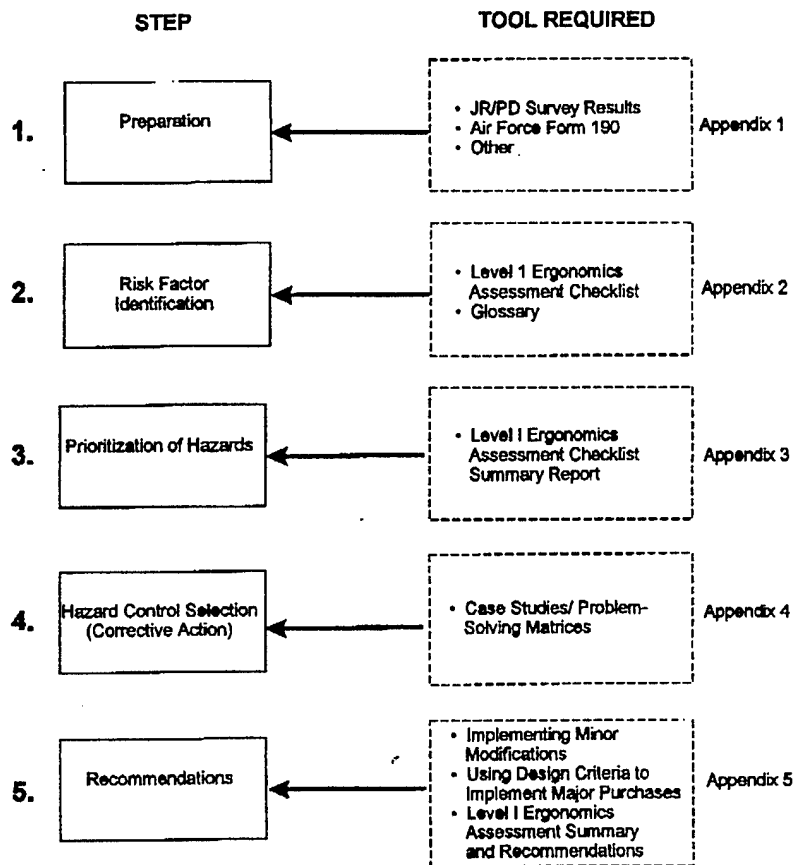 STEP
TOOL REQUIRED
1.
Preparation
• JR/PD Survey Results
• Air Force Form 190
• Other
Appendix 1
2.
Risk Factor
Identification
• Level 1 Ergonomics
Assessment Checklist
• Glossary
Appendix 2
3.
Prioritization of Hazards
• Level I Ergonomics
Assessment Checklist
Summary Report
Appendix 3
4.
Hazard Control Selection
(Corrective Action)
• Case Studies/ Problem-
Solving Matrices
Appendix 4
5.
Recommendations
• Implementing Minor
Modifications
• Using Design Criteria to
Implement Major Purchases
• Level I Ergonomics
Assessment Summary
and Recommendations
Appendix 5